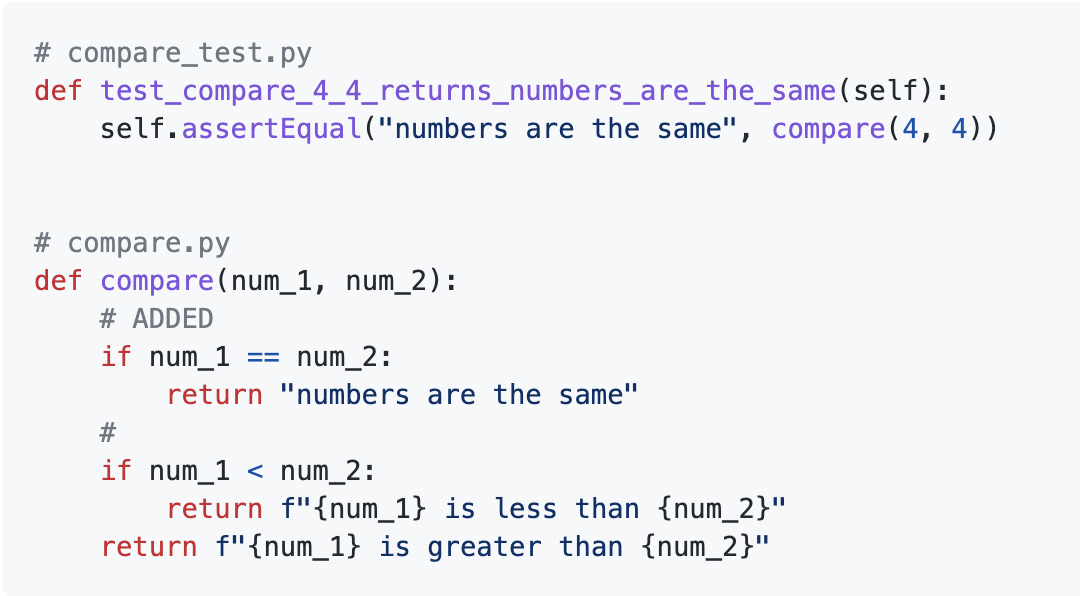 # compare_test.py
def test_compare_4_4_returns_numbers_are_the_same(self):
    self.assertEqual("numbers are the same", compare(4, 4))


# compare.py
def compare(num_1, num_2):
    # ADDED
    if num_1 == num_2:
        return "numbers are the same"
    #
    if num_1 < num_2:
        return f"{num_1} is less than {num_2}"
    return f"{num_1} is greater than {num_2}"